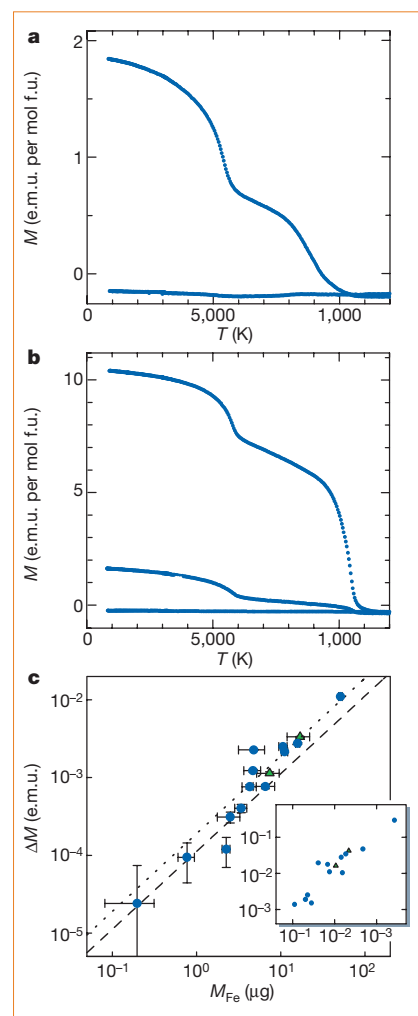 a
2
1
0
M (e.m.u. per mol f.u.)
0 5,000 1,000
T (K)
b
10
5
0
M (e.m.u. per mol f.u.)
0 5,000 1,000
T (K)
c
10⁻²
10⁻³
10⁻⁴
10⁻⁵
ΔM (e.m.u.)
10⁻¹
10⁻²
10⁻³
10⁻¹ 10⁻² 10⁻³
10⁻¹ 10⁰ 10¹ 10²
M_Fe (μg)